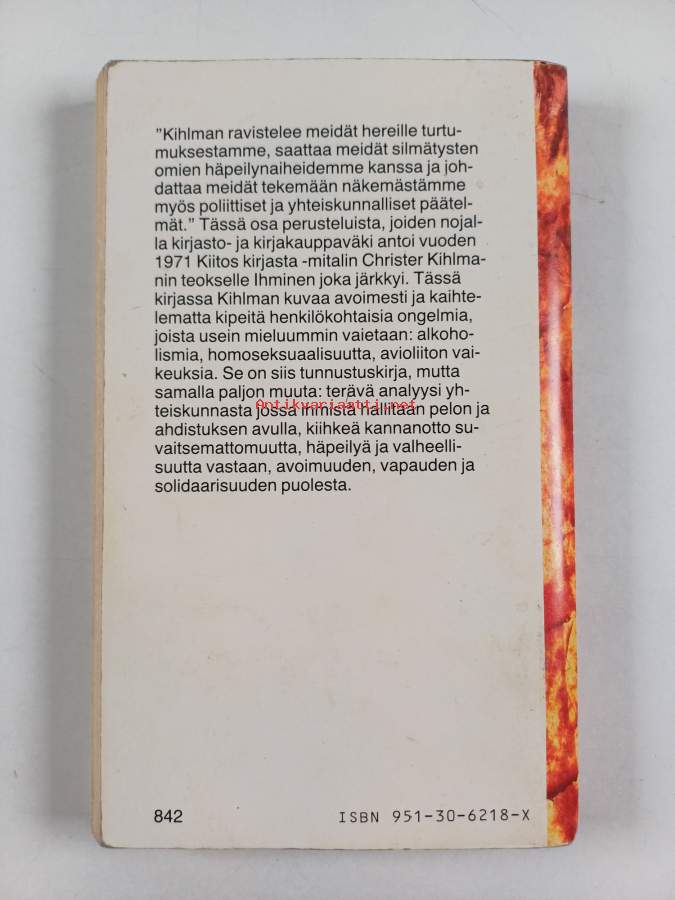 ”Kihlman ravistelee meidät hereille turtu-
muksestamme, saattaa meidät silmätysten
omien häpeilynaiheidemme kanssa ja joh-
dattaa meidät tekemään näkemästämme
myös poliittiset ja yhteiskunnalliset päätel-
mät.” Tässä osa perusteluista, joiden nojal-
la kirjasto- ja kirjakauppaväki antoi vuoden
1971 Kiitos kirjasta -mitalin Christer Kihlma-
nin teokselle Ihminen joka järkkyi. Tässä
kirjassa Kihlman kuvaa avoimesti ja kaihte-
lematta kipeitä henkilökohtaisia ongelmia,
joista usein mieluummin vaietaan: alkoho-
lismia, homoseksuaalisuutta, avioliiton vai-
keuksia. Se on siis tunnustuskirja, mutta
samalla paljon muuta: terävä analyysi yh-
teiskunnasta jossa ihmistä hallitaan pelon ja
Antikvariaatti.net
ahdistuksen avulla, kiihkeä kannanotto su-
vaitsemattomuutta, häpeilyä ja valheelli-
suutta vastaan, avoimuuden, vapauden ja
solidaarisuuden puolesta.
842
ISBN 951-30-6218-X